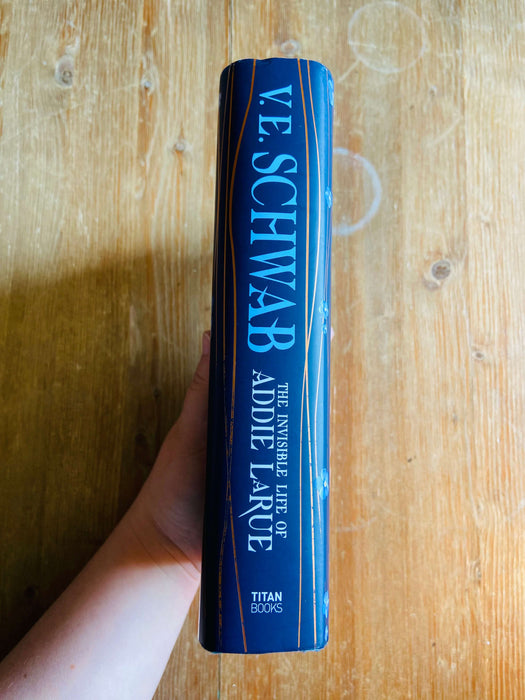 V. E. SCHWAB
THE INVISIBLE LIFE OF
ADDIE LARUE
TITAN
BOOKS